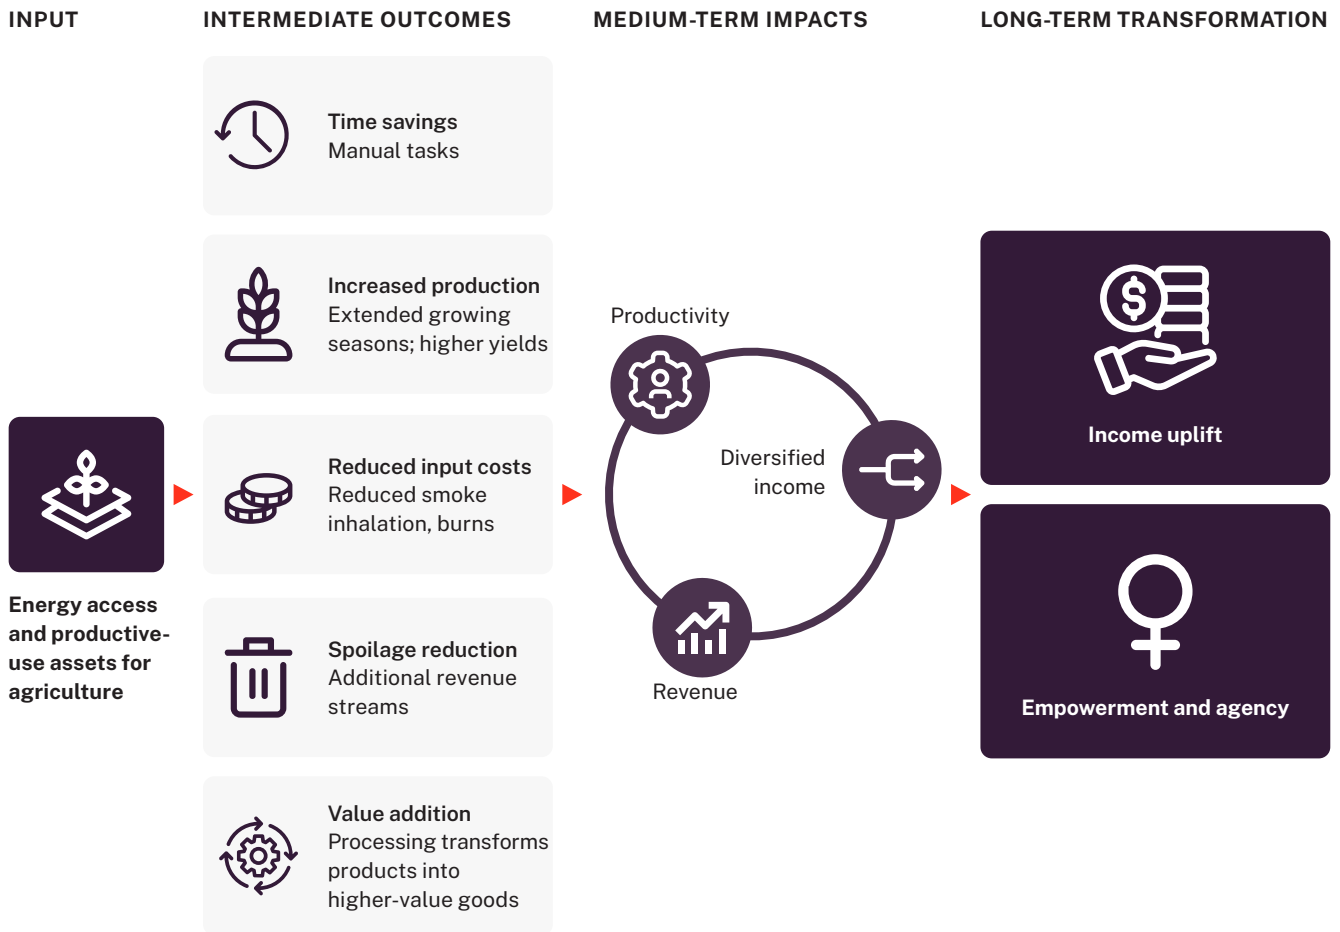 INPUT
INTERMEDIATE OUTCOMES
MEDIUM-TERM IMPACTS
LONG-TERM TRANSFORMATION
Energy access
and productive-
use assets for
agriculture
Time savings
Manual tasks
Increased production
Extended growing
seasons; higher yields
Reduced input costs
Reduced smoke
inhalation, burns
Spoilage reduction
Additional revenue
streams
Value addition
Processing transforms
products into
higher-value goods
Productivity
Diversified
income
Revenue
$
Income uplift
Empowerment and agency